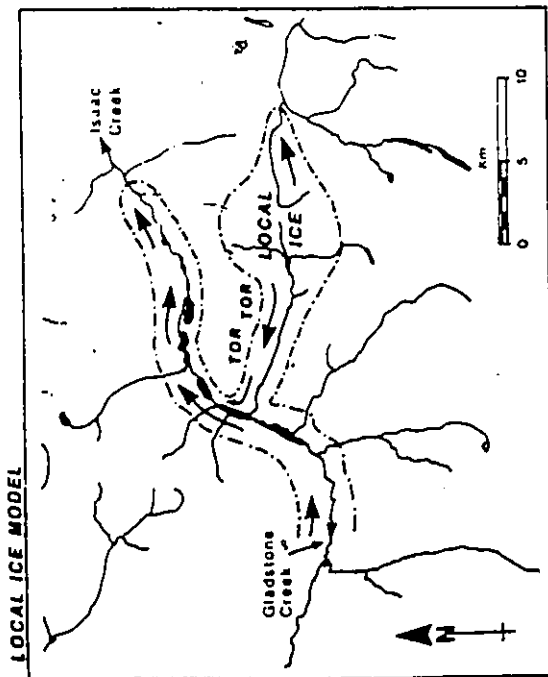 LOCAL ICE MODEL
Isaac
Creek
TOR TOR
LOCAL
ICE
Gladstone
Creek
N
Km
0 5 10